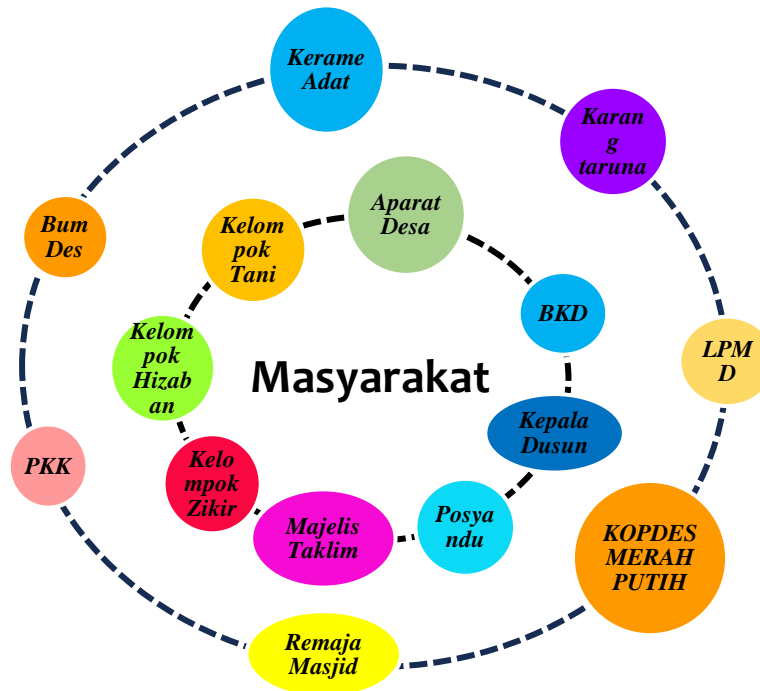 Kerame
Adat
Karan
g
taruna
Bum
Des
Kelom
pok
Tani
Aparat
Desa
BKD
Kelom
pok
Hizab
an
Masyarakat
LPM
D
Kepala
Dusun
PKK
Kelo
mpok
Zikir
Majelis
Taklim
Posya
ndu
KOPDES
MERAH
PUTIH
Remaja
Masjid